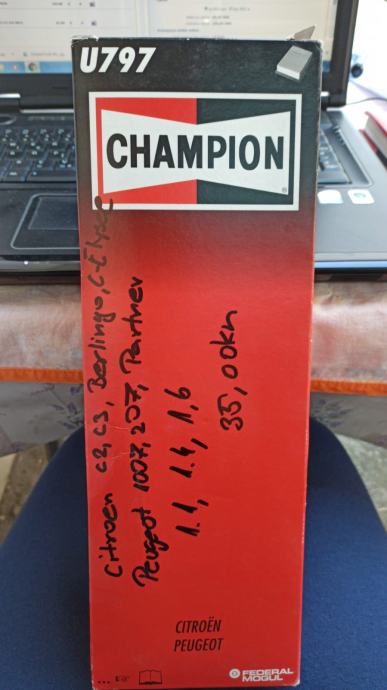 U797
CHAMPION
®
Citroen C2, C3, Berlingo, C-Elysee
Peugeot 1007, 207, Partner
1.1, 1.4, 1,6
35,00kn
CITROËN
PEUGEOT
FEDERAL
MOGUL